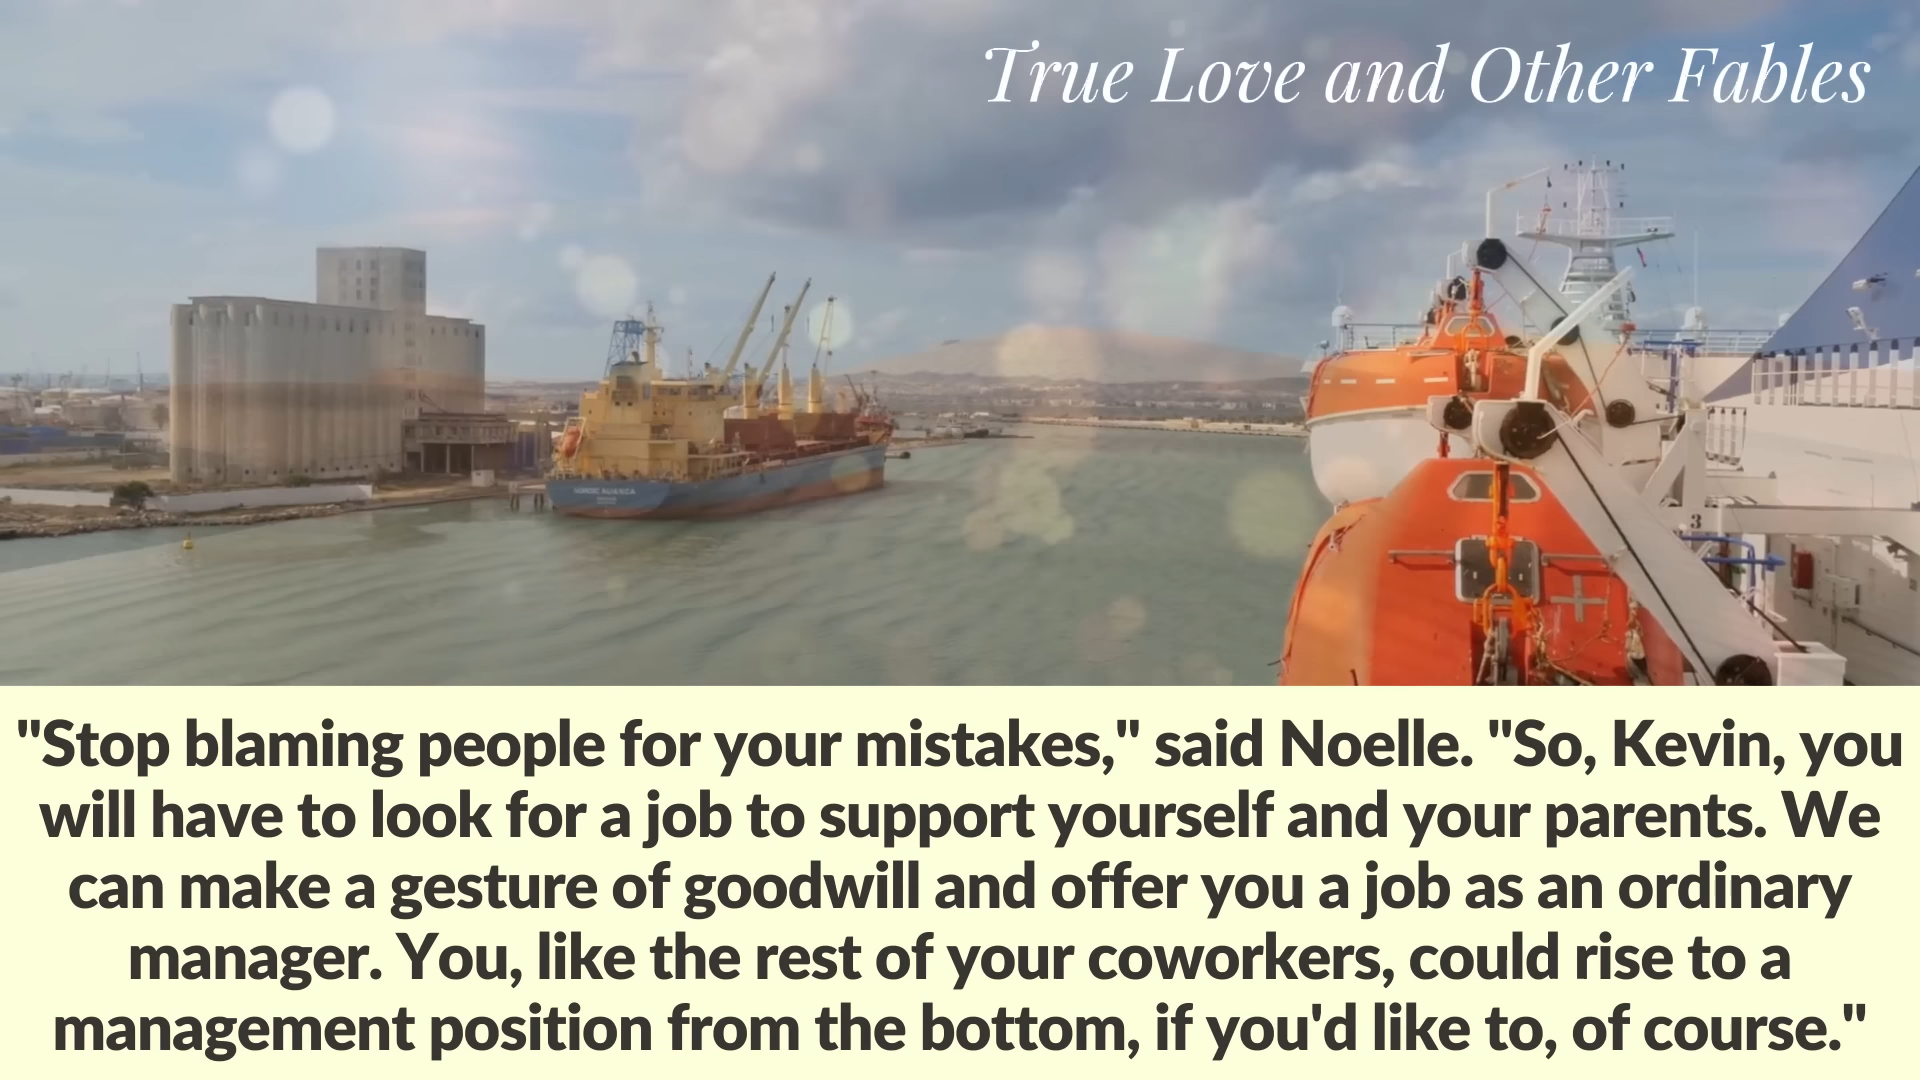 True Love and Other Fables
3
"Stop blaming people for your mistakes," said Noelle. "So, Kevin, you
will have to look for a job to support yourself and your parents. We
can make a gesture of goodwill and offer you a job as an ordinary
manager. You, like the rest of your coworkers, could rise to a
management position from the bottom, if you'd like to, of course."